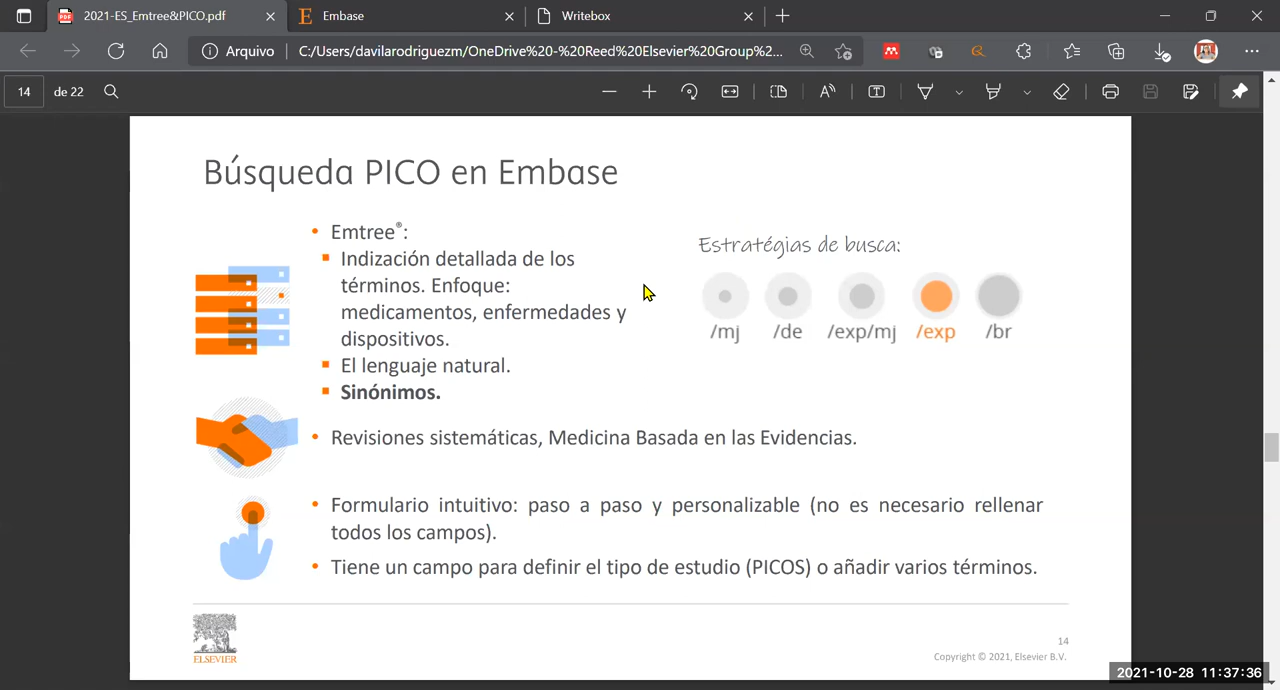 2021-ES_Emtree&PICO.pdf
Embase
Writebox
Arquivo
C:/Users/davilarodriguezm/OneDrive%20-%20Reed%20Elsevier%20Group%2...
14
de 22
Búsqueda PICO en Embase
• Emtree®:
Indización detallada de los
términos. Enfoque:
medicamentos, enfermedades y
dispositivos.
El lenguaje natural.
Sinónimos.
Estratégias de busca:
/mj /de /exp/mj /exp /br
• Revisiones sistemáticas, Medicina Basada en las Evidencias.
• Formulario intuitivo: paso a paso y personalizable (no es necesario rellenar
todos los campos).
• Tiene un campo para definir el tipo de estudio (PICOS) o añadir varios términos.
ELSEVIER
14
Copyright © 2021, Elsevier B.V.
2021-10-28 11:37:36